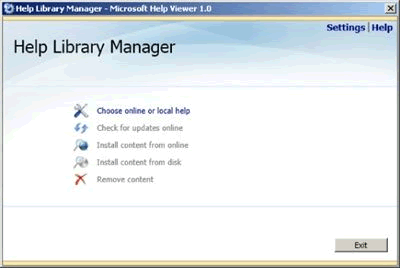 Help Library Manager - Microsoft Help Viewer 1.0
Settings | Help
Help Library Manager
Choose online or local help
Check for updates online
Install content from online
Install content from disk
Remove content
Exit